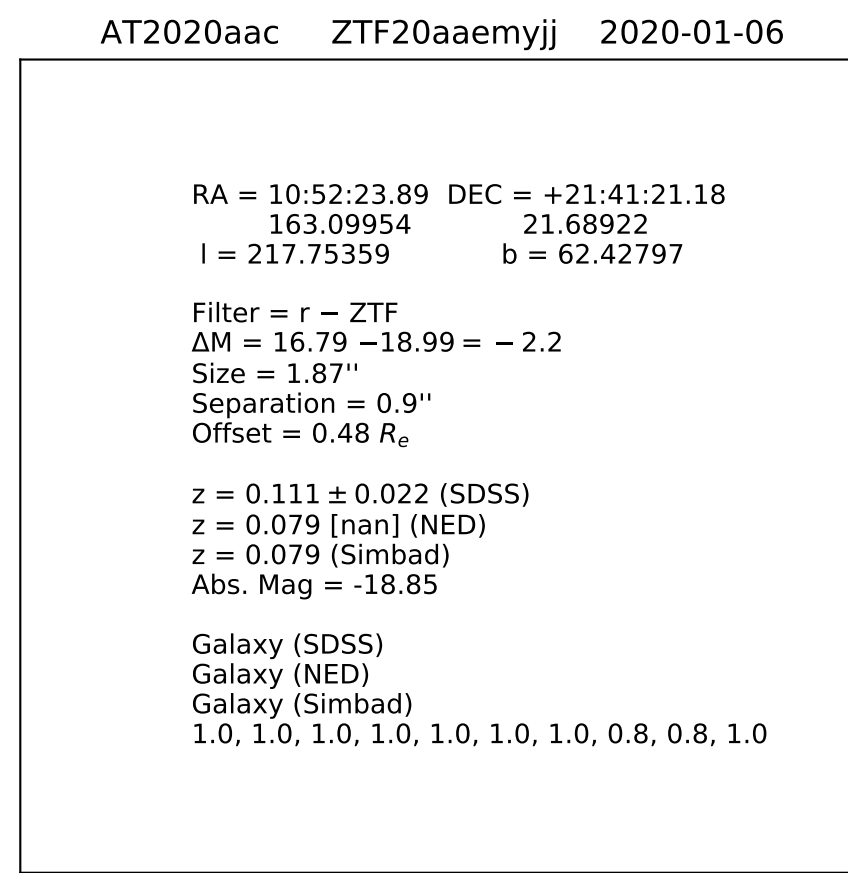 AT2020aac ZTF20aaemyjj 2020-01-06
RA = 10:52:23.89 DEC = +21:41:21.18
163.09954 21.68922
l = 217.75359 b = 62.42797
Filter = r − ZTF
ΔM = 16.79 −18.99 = − 2.2
Size = 1.87''
Separation = 0.9''
Offset = 0.48 Re
z = 0.111 ± 0.022 (SDSS)
z = 0.079 [nan] (NED)
z = 0.079 (Simbad)
Abs. Mag = -18.85
Galaxy (SDSS)
Galaxy (NED)
Galaxy (Simbad)
1.0, 1.0, 1.0, 1.0, 1.0, 1.0, 1.0, 0.8, 0.8, 1.0